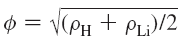 ϕ = √(ρH + ρLi)/2